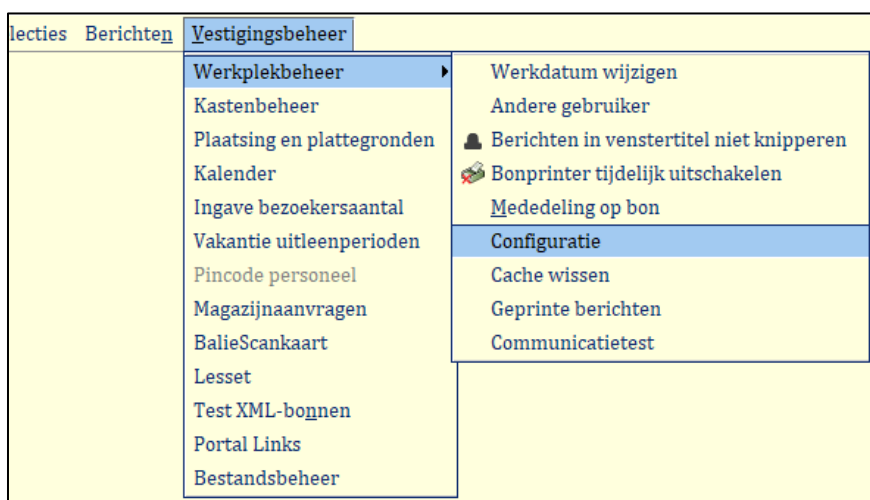 lecties Berichten Vestigingsbeheer
Werkplekbeheer
Kastenbeheer
Plaatsing en plattegronden
Kalender
Ingave bezoekersaantal
Vakantie uitleenperioden
Pincode personeel
Magazijnaanvragen
BalieScankaart
Lesset
Test XML-bonnen
Portal Links
Bestandsbeheer
Werkdatum wijzigen
Andere gebruiker
Berichten in venstertitel niet knipperen
Bonprinter tijdelijk uitschakelen
Mededeling op bon
Configuratie
Cache wissen
Geprinte berichten
Communicatietest